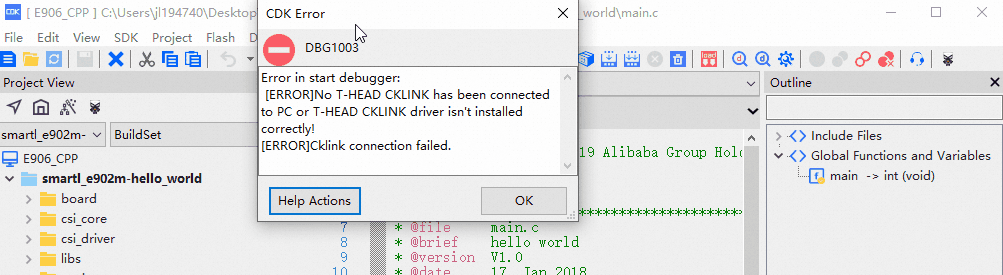 [ E906_CPP ] C:\Users\jl194740\Desktop
_world\main.c
File Edit View SDK Project Flash D
CDK Error
DBG1003
Error in start debugger:
[ERROR]No T-HEAD CKLINK has been connected
to PC or T-HEAD CKLINK driver isn't installed
correctly!
[ERROR]Cklink connection failed.
Help Actions
OK
Project View
smartl_e902m-
BuildSet
E906_CPP
smartl_e902m-hello_world
board
csi_core
csi_driver
libs
19 Alibaba Group Hold
7 * @file main.c
8 * @brief hello world
9 * @version V1.0
10 * @date 17. Jan 2018
Outline
Include Files
Global Functions and Variables
main -> int (void)